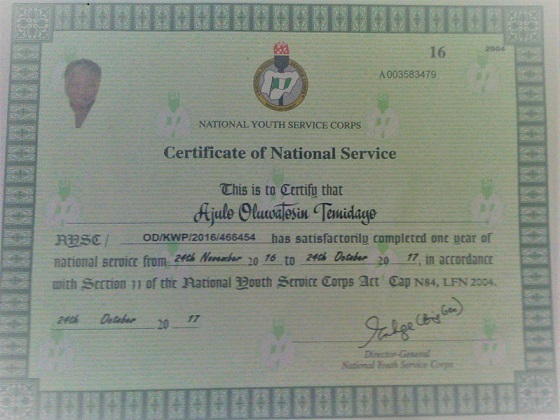 16 2004
A 003583479
NATIONAL YOUTH SERVICE CORPS
Certificate of National Service
This is to Certify that
Ajulo Oluwatosin Temidayo
NYSC / OD/KWP/2016/466454 has satisfactorily completed one year of
national service from 24th November 20 16 to 24th October 20 17, in accordance
with Section 11 of the National Youth Service Corps Act' Cap N84, LFN 2004.
24th October 20 17
Director-General
National Youth Service Corps